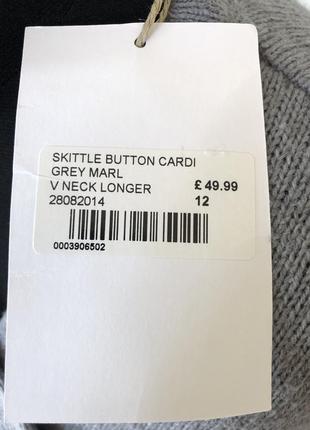 SKITTLE BUTTON CARDI
GREY MARL
V NECK LONGER £ 49.99
28082014 12
0003906502